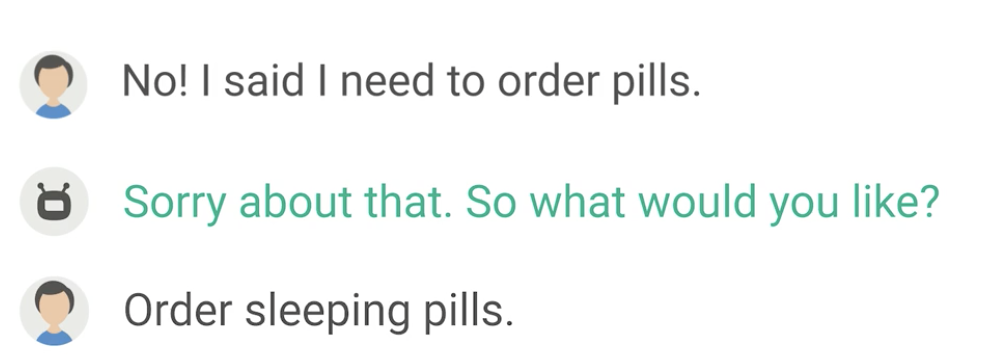 No! I said I need to order pills.
Sorry about that. So what would you like?
Order sleeping pills.